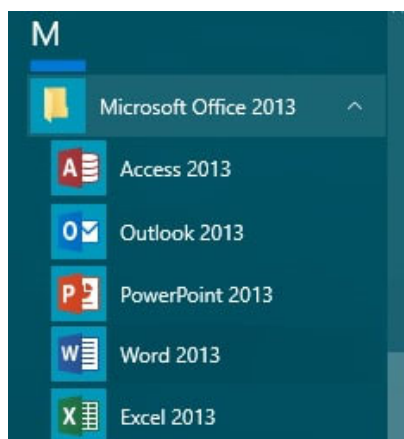 M
Microsoft Office 2013
A Access 2013
O Outlook 2013
P PowerPoint 2013
W Word 2013
X Excel 2013